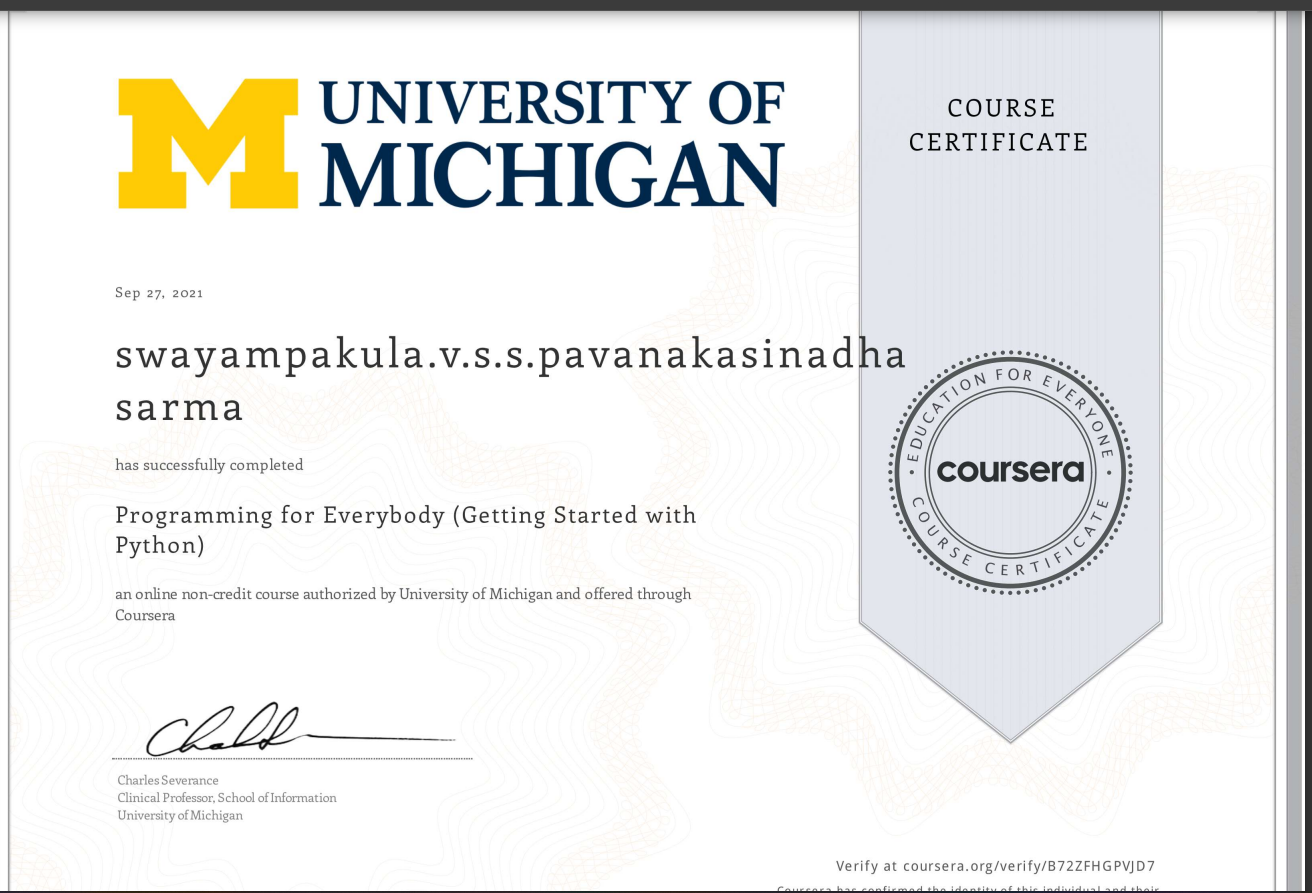 UNIVERSITY OF
MICHIGAN
COURSE
CERTIFICATE
Sep 27, 2021
swayampakula.v.s.s.pavanakasinadha
sarma
has successfully completed
Programming for Everybody (Getting Started with
Python)
an online non-credit course authorized by University of Michigan and offered through
Coursera
EDUCATION FOR EVERYONE
coursera
COURSE CERTIFICATE
Charles Severance
Clinical Professor, School of Information
University of Michigan
Verify at coursera.org/verify/B72ZFHGPVJD7
Coursera has confirmed the identity of this individual and their